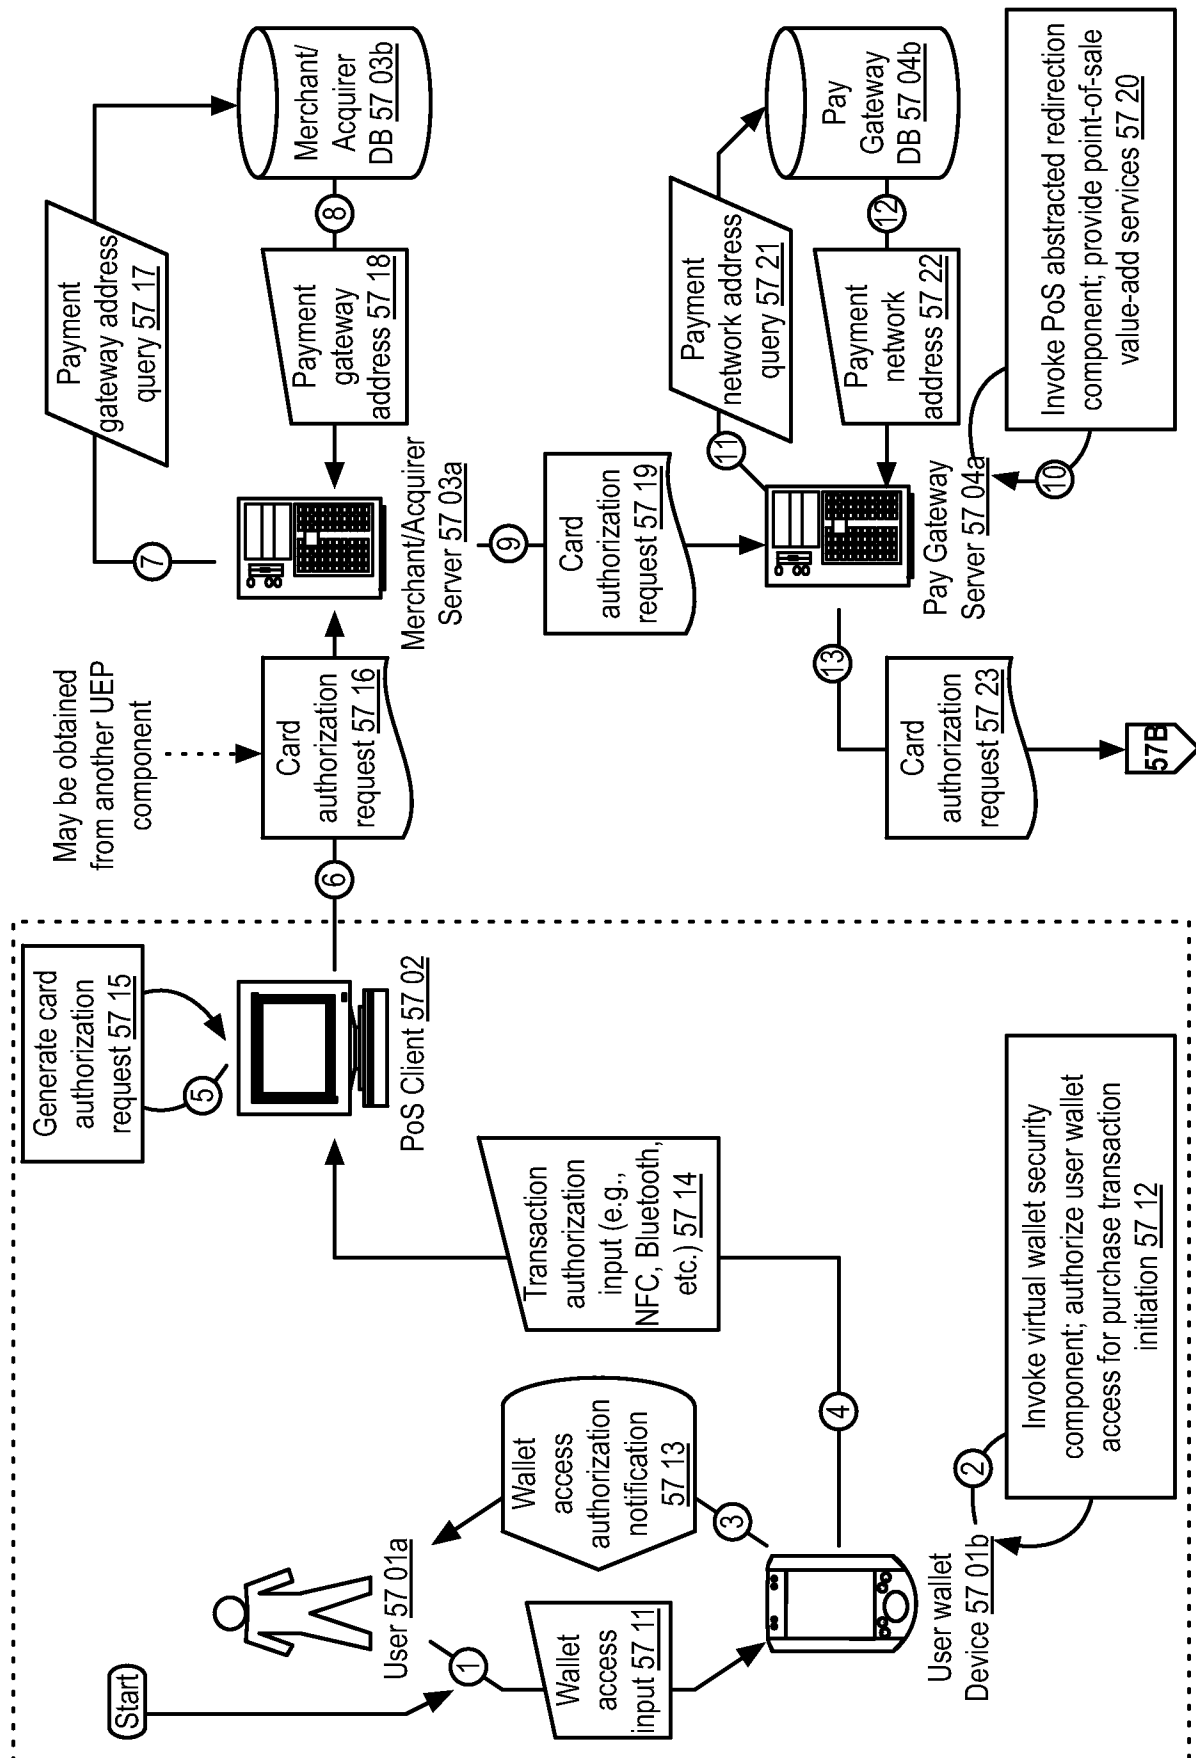 Start
1
User 57 01a
Wallet
access
input 57 11
Wallet
access
authorization
notification
57 13
3
User wallet
Device 57 01b
2
Invoke virtual wallet security
component; authorize user wallet
access for purchase transaction
initiation 57 12
4
Transaction
authorization
input (e.g.,
NFC, Bluetooth,
etc.) 57 14
Generate card
authorization
request 57 15
5
PoS Client 57 02
6
May be obtained
from another UEP
component
Card
authorization
request 57 16
Merchant/Acquirer
Server 57 03a
7
Payment
gateway address
query 57 17
Merchant/
Acquirer
DB 57 03b
8
Payment
gateway
address 57 18
9
Card
authorization
request 57 19
Pay Gateway
Server 57 04a
10
Invoke PoS abstracted redirection
component; provide point-of-sale
value-add services 57 20
11
Payment
network address
query 57 21
Pay
Gateway
DB 57 04b
12
Payment
network
address 57 22
13
Card
authorization
request 57 23
57B